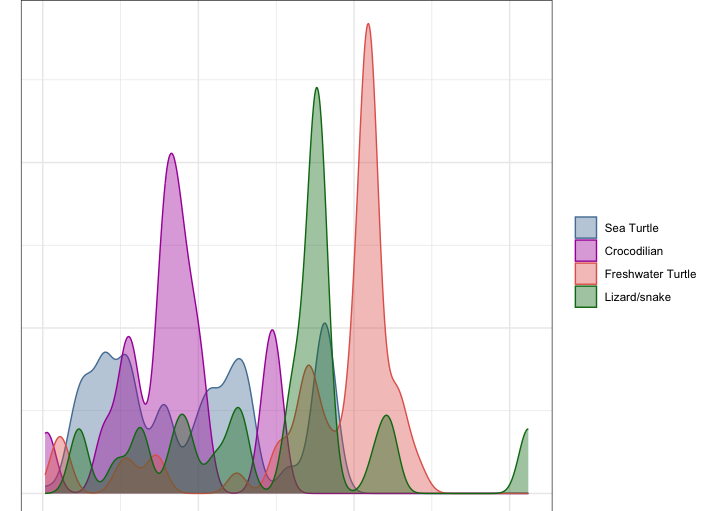 Sea Turtle
Crocodilian
Freshwater Turtle
Lizard/snake